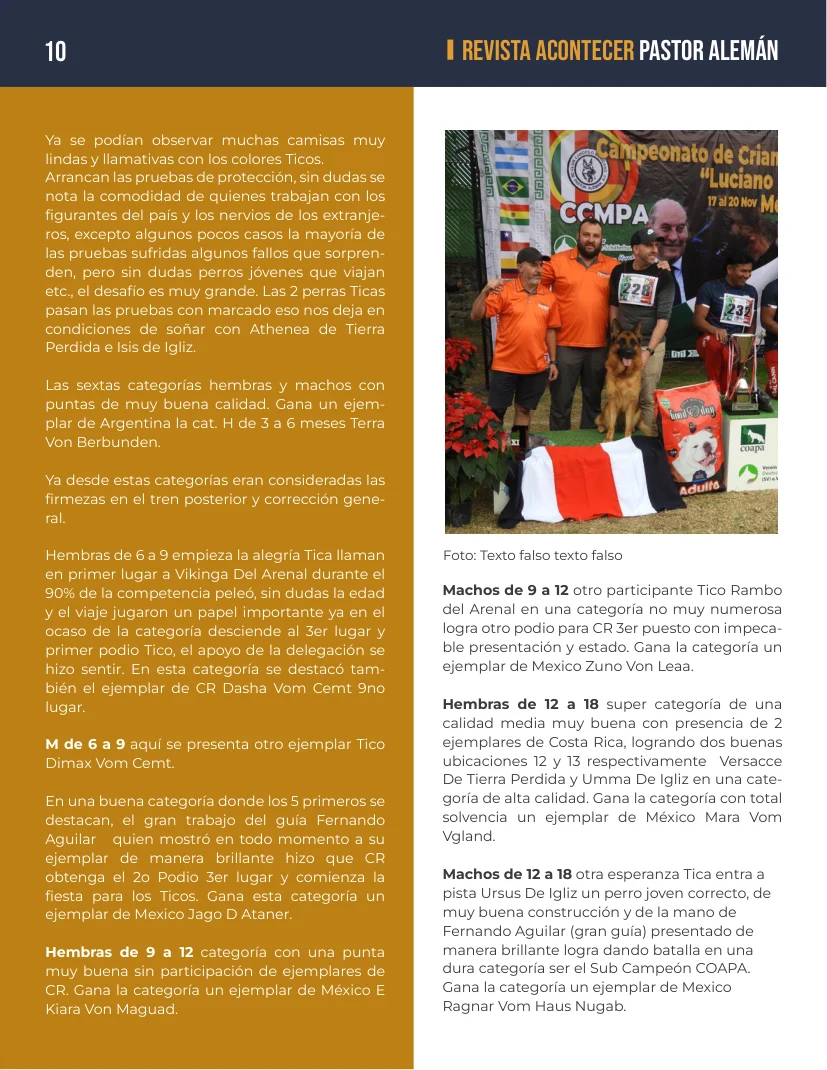 10
REVISTA ACONTECER PASTOR ALEMÁN
Ya se podían observar muchas camisas muy
lindas y llamativas con los colores Ticos.
Arrancan las pruebas de protección, sin dudas se
nota la comodidad de quienes trabajan con los
figurantes del país y los nervios de los extranje-
ros, excepto algunos pocos casos la mayoría de
las pruebas sufridas algunos fallos que sorpren-
den, pero sin dudas perros jóvenes que viajan
etc., el desafío es muy grande. Las 2 perras Ticas
pasan las pruebas con marcado eso nos deja en
condiciones de soñar con Athenea de Tierra
Perdida e Isis de Igliz.
Las sextas categorías hembras y machos con
puntas de muy buena calidad. Gana un ejem-
plar de Argentina la cat. H de 3 a 6 meses Terra
Von Berbunden.
Ya desde estas categorías eran consideradas las
firmezas en el tren posterior y corrección gene-
ral.
Hembras de 6 a 9 empieza la alegría Tica llaman
en primer lugar a Vikinga Del Arenal durante el
90% de la competencia peleó, sin dudas la edad
y el viaje jugaron un papel importante ya en el
ocaso de la categoría desciende al 3er lugar y
primer podio Tico, el apoyo de la delegación se
hizo sentir. En esta categoría se destacó tam-
bién el ejemplar de CR Dasha Vom Cemt 9no
lugar.
M de 6 a 9 aquí se presenta otro ejemplar Tico
Dimax Vom Cemt.
En una buena categoría donde los 5 primeros se
destacan, el gran trabajo del guía Fernando
Aguilar quien mostró en todo momento a su
ejemplar de manera brillante hizo que CR
obtenga el 2o Podio 3er lugar y comienza la
fiesta para los Ticos. Gana esta categoría un
ejemplar de Mexico Jago D Ataner.
Hembras de 9 a 12 categoría con una punta
muy buena sin participación de ejemplares de
CR. Gana la categoría un ejemplar de México E
Kiara Von Maguad.
Campeonato de Crian
"Luciano
17 al 20 Nov
CCMPA
228
232
Adulto
coapa
Foto: Texto falso texto falso
Machos de 9 a 12 otro participante Tico Rambo
del Arenal en una categoría no muy numerosa
logra otro podio para CR 3er puesto con impeca-
ble presentación y estado. Gana la categoría un
ejemplar de Mexico Zuno Von Leaa.
Hembras de 12 a 18 super categoría de una
calidad media muy buena con presencia de 2
ejemplares de Costa Rica, logrando dos buenas
ubicaciones 12 y 13 respectivamente Versacce
De Tierra Perdida y Umma De Igliz en una cate-
goría de alta calidad. Gana la categoría con total
solvencia un ejemplar de México Mara Vom
Vgland.
Machos de 12 a 18 otra esperanza Tica entra a
pista Ursus De Igliz un perro joven correcto, de
muy buena construcción y de la mano de
Fernando Aguilar (gran guía) presentado de
manera brillante logra dando batalla en una
dura categoría ser el Sub Campeón COAPA.
Gana la categoría un ejemplar de Mexico
Ragnar Vom Haus Nugab.